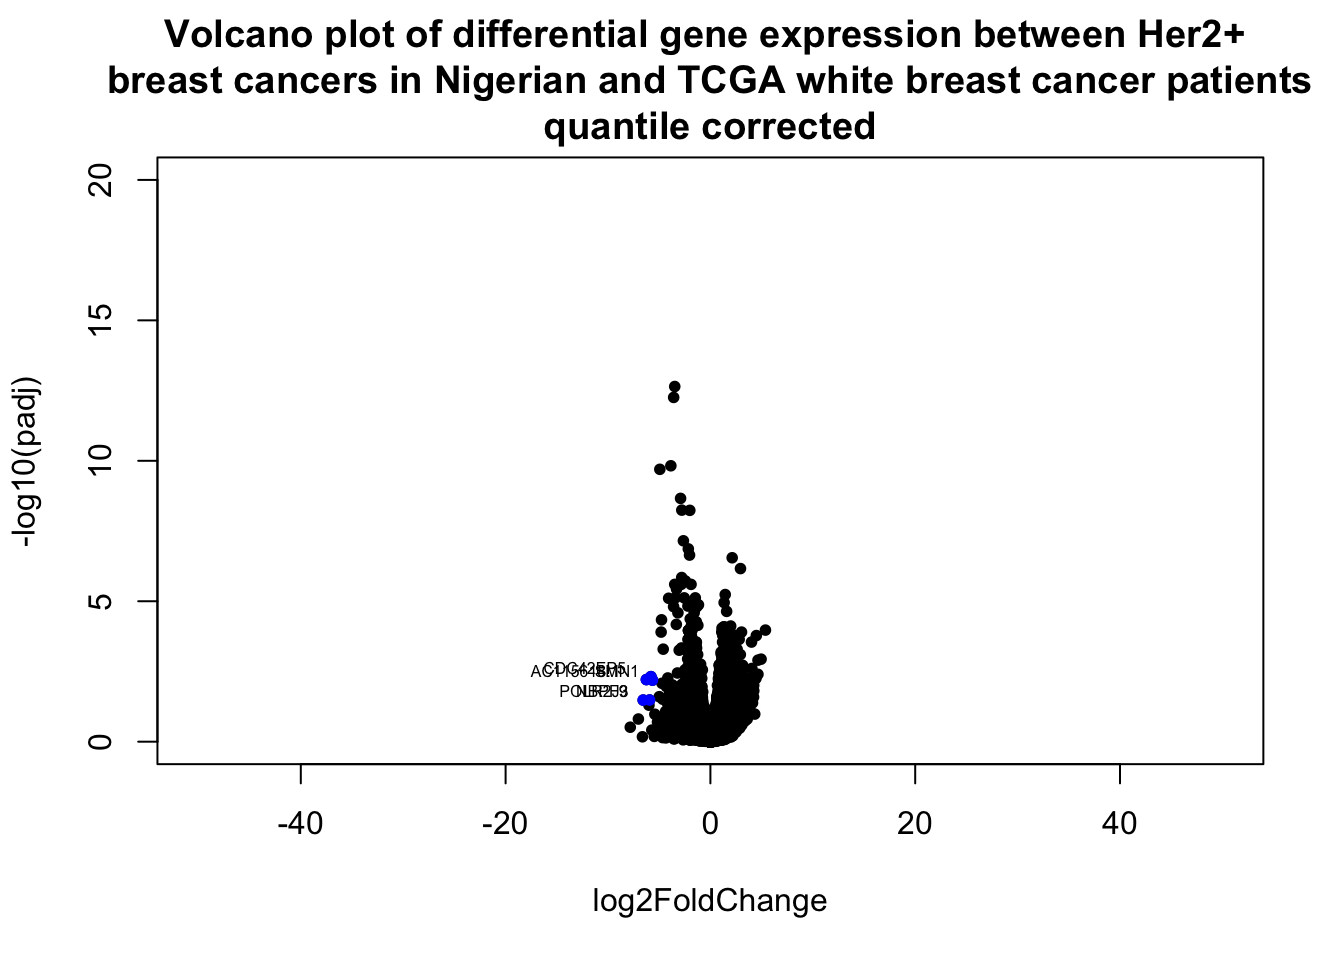 Volcano plot of differential gene expression between Her2+
breast cancers in Nigerian and TCGA white breast cancer patients
quantile corrected
20
15
10
5
0
-log10(padj)
CDC42EP5
-40
-20
0
20
40
log2FoldChange